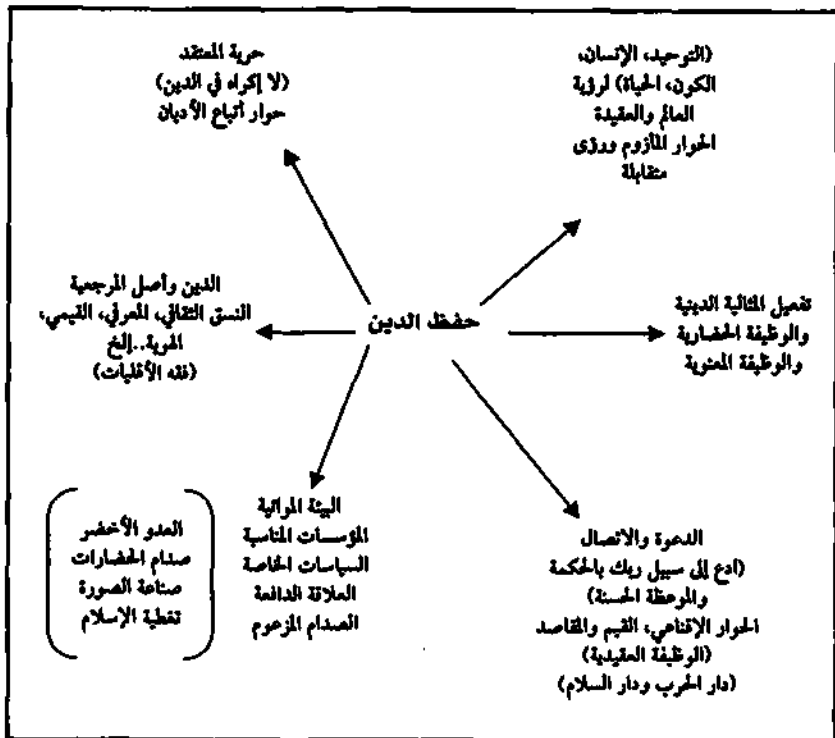 (التوحيد، الإنسان،
الكون، الحياة) لرؤية
العالم والعقيدة
الحوار المأزوم ورؤى
متقابلة
حرية المعتقد
(لا إكراه في الدين)
حوار أتباع الأديان
حفظ الدين
تفعيل المثالية الدينية
والوظيفة الحضارية
والوظيفة المعنوية
الدين وأصل المرجعية
النسق الثقافي، المعرفي، القيمي،
الهوية..إلخ
(فقه الأقليات)
الدعوة والاتصال
(ادع إلى سبيل ربك بالحكمة
والموعظة الحسنة)
الحوار الإقناعي، القيم والمقاصد
(الوظيفة العقيدية)
(دار الحرب ودار السلام)
البيئة المواتية
المؤسسات المناسبة
السياسات الخاصة
العلاقة الدافعة
الصدام المزعوم
العدو الأخضر
صدام الحضارات
صناعة الصورة
تغطية الإسلام